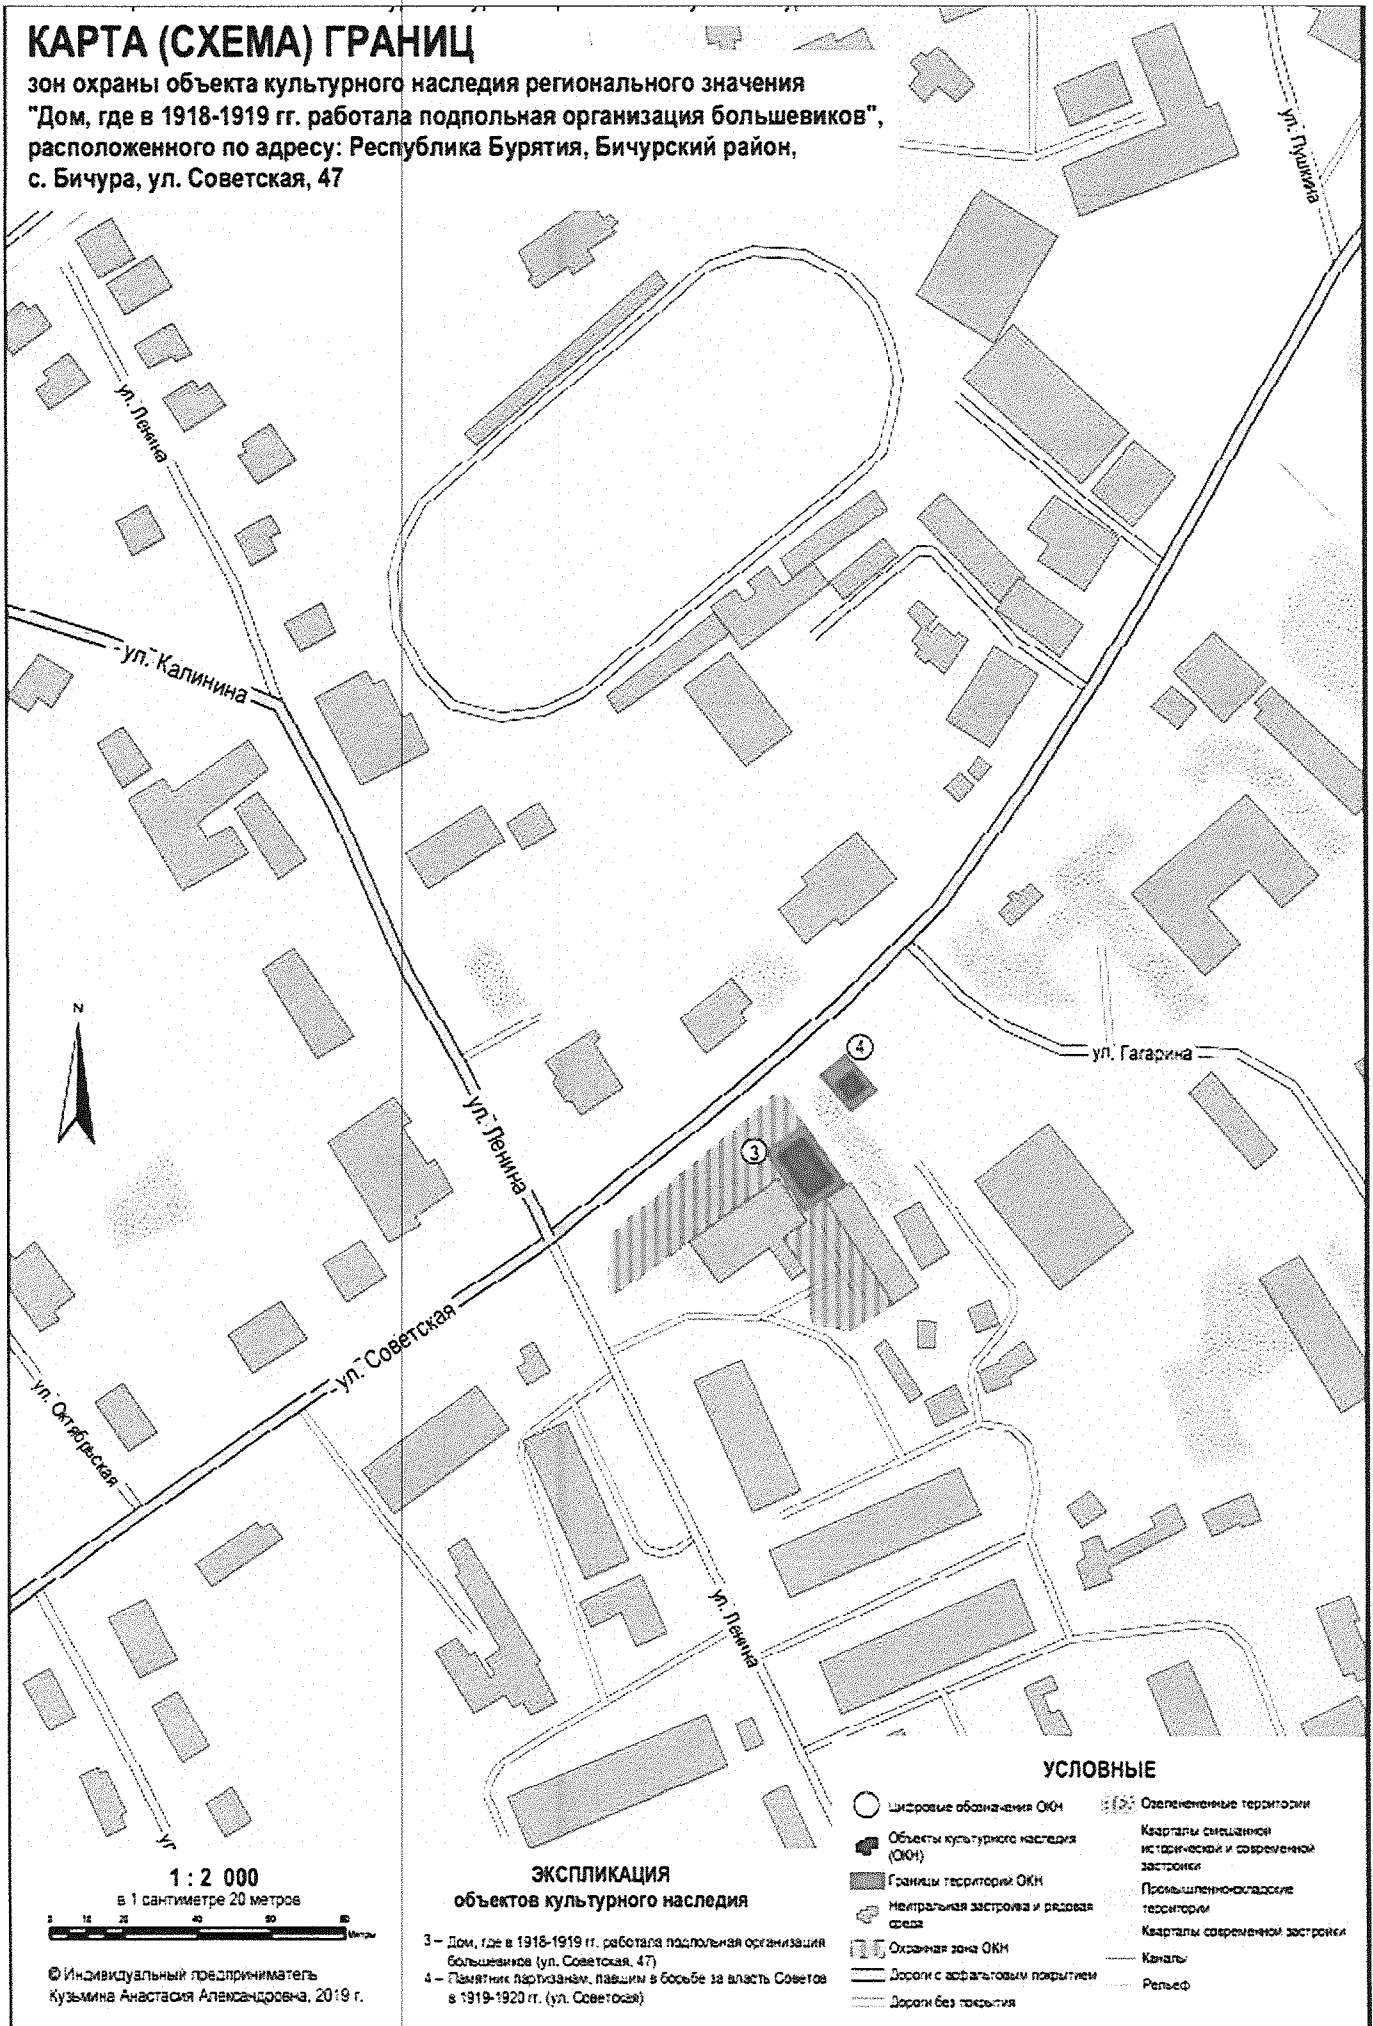 КАРТА (СХЕМА) ГРАНИЦ
зон охраны объекта культурного наследия регионального значения
"Дом, где в 1918-1919 гг. работала подпольная организация большевиков",
расположенного по адресу: Республика Бурятия, Бичурский район,
с. Бичура, ул. Советская, 47
ул. Пушкина
ул. Ленина
ул. Калинина
N
4
ул. Гагарина
ул. Ленина
3
ул. Советская
ул. Октябрьская
ул. Ленина
ул
1 : 2 000
в 1 сантиметре 20 метров
Метры
© Индивидуальный предприниматель
Кузьмина Анастасия Александровна, 2019 г.
ЭКСПЛИКАЦИЯ
объектов культурного наследия
3 – Дом, где в 1918-1919 гг. работала подпольная организация
большевиков (ул. Советская, 47)
4 – Памятник партизанам, павшим в борьбе за власть Советов
в 1919-1920 гг. (ул. Советская)
УСЛОВНЫЕ
Цифровые обозначения ОКН
Объекты культурного наследия
(ОКН)
Границы территорий ОКН
Нейтральная застройка и рядовая
среда
Охранная зона ОКН
Дороги с асфальтовым покрытием
Дороги без покрытия
Озелененные территории
Кварталы смешанной
исторической и современной
застройки
Промышленно-складские
территории
Кварталы современной застройки
Каналы
Рельеф